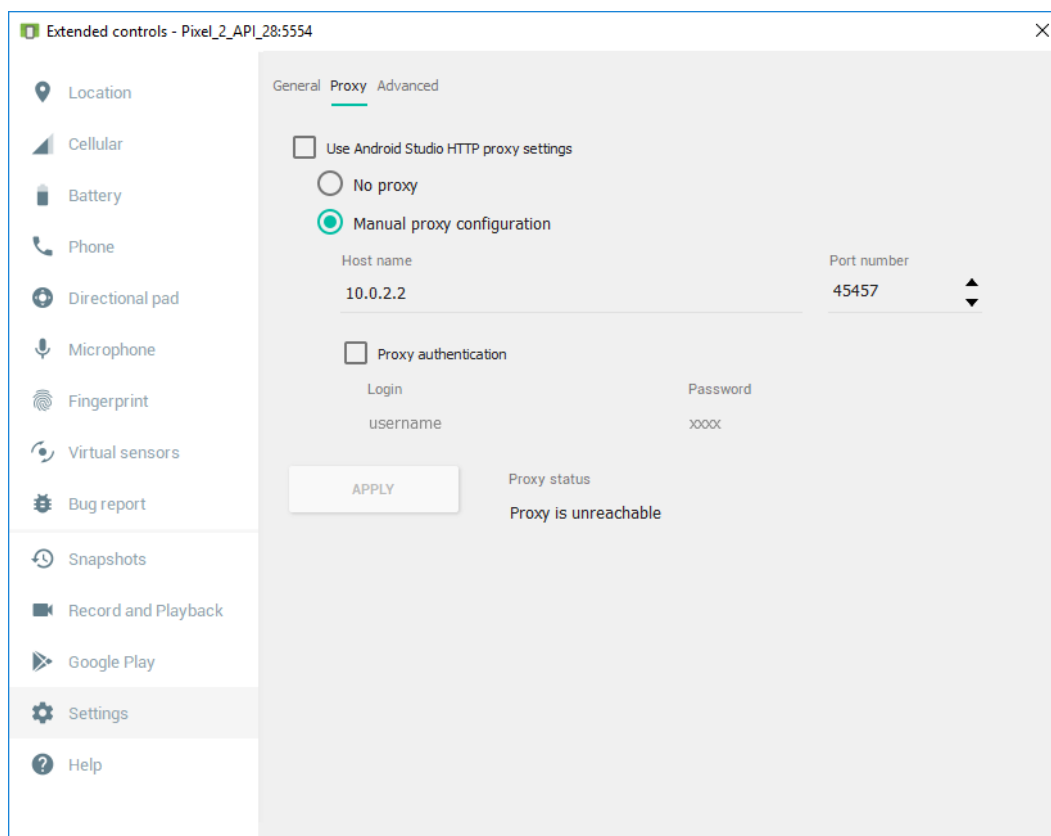 Extended controls - Pixel_2_API_28:5554
Location
Cellular
Battery
Phone
Directional pad
Microphone
Fingerprint
Virtual sensors
Bug report
Snapshots
Record and Playback
Google Play
Settings
Help
General Proxy Advanced
Use Android Studio HTTP proxy settings
No proxy
Manual proxy configuration
Host name Port number
10.0.2.2 45457
Proxy authentication
Login Password
username xxxx
APPLY Proxy status
Proxy is unreachable